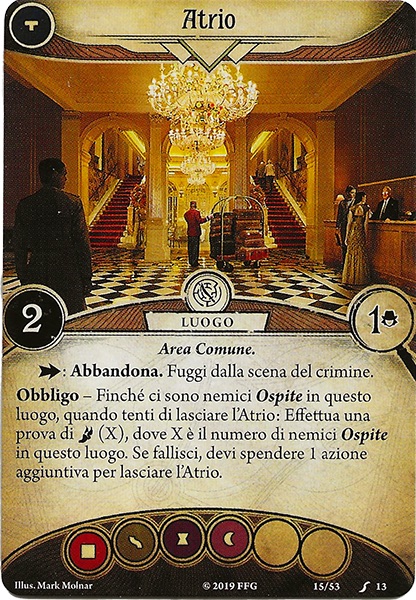 Atrio
2
1
LUOGO
Area Comune.
: Abbandona. Fuggi dalla scena del crimine.
Obbligo – Finché ci sono nemici Ospite in questo
luogo, quando tenti di lasciare l'Atrio: Effettua una
prova di (X), dove X è il numero di nemici Ospite
in questo luogo. Se fallisci, devi spendere 1 azione
aggiuntiva per lasciare l'Atrio.
Illus. Mark Molnar © 2019 FFG 15/53 13